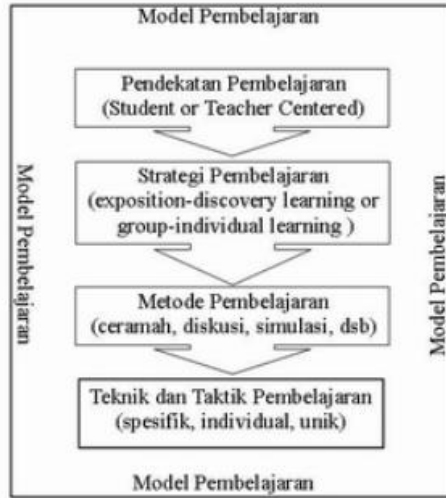 Model Pembelajaran
Pendekatan Pembelajaran
(Student or Teacher Centered)
Model Pembelajaran
Strategi Pembelajaran
(exposition-discovery learning or
group-individual learning )
Model Pembelajaran
Metode Pembelajaran
(ceramah, diskusi, simulasi, dsb)
Teknik dan Taktik Pembelajaran
(spesifik, individual, unik)
Model Pembelajaran